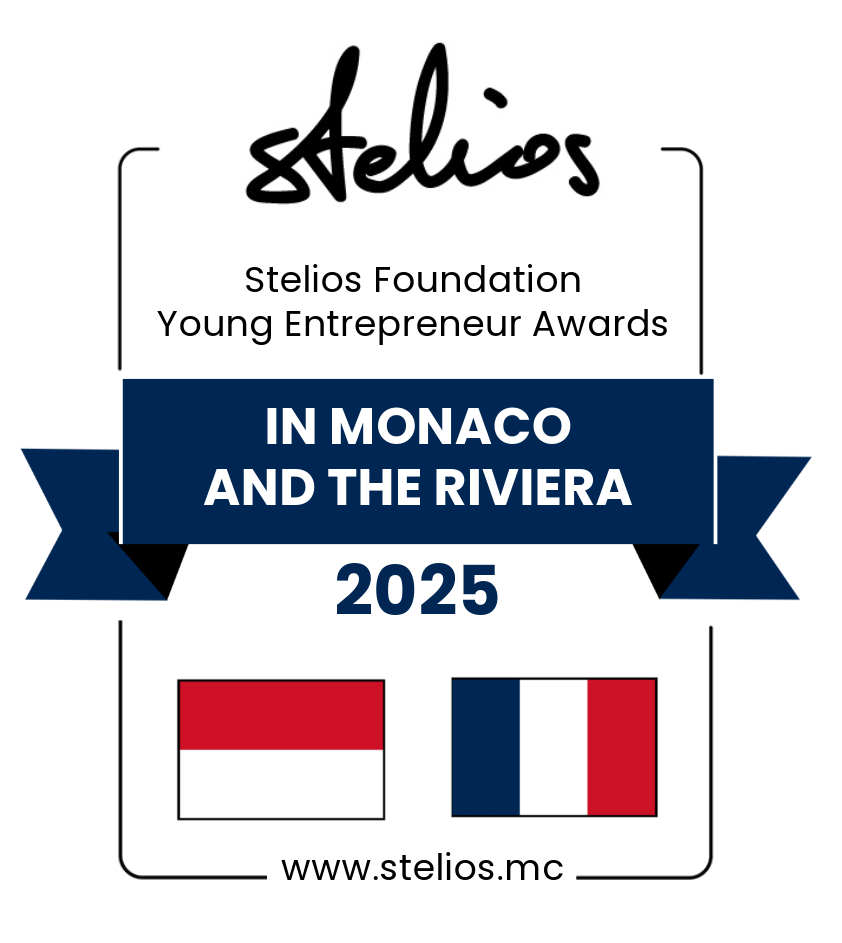 stelios
Stelios Foundation
Young Entrepreneur Awards
IN MONACO
AND THE RIVIERA
2025
www.stelios.mc